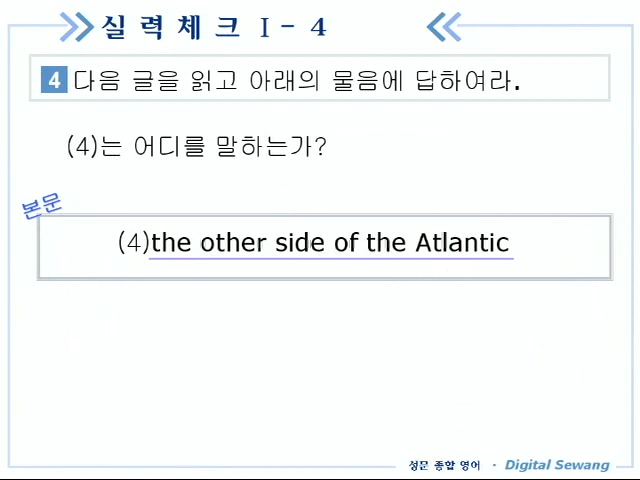 실력체크 I - 4
4 다음 글을 읽고 아래의 물음에 답하여라.
(4)는 어디를 말하는가?
본문
(4)the other side of the Atlantic
성문 종합 영어 · Digital Sewang